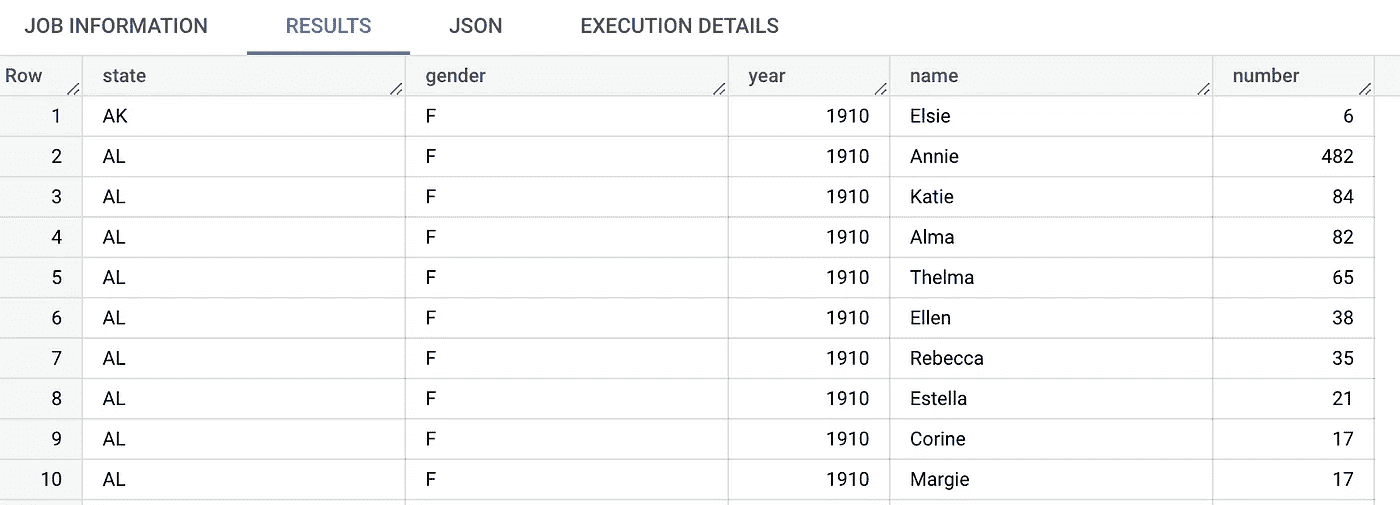 JOB INFORMATION RESULTS JSON EXECUTION DETAILS
Row state gender year name number
1 AK F 1910 Elsie 6
2 AL F 1910 Annie 482
3 AL F 1910 Katie 84
4 AL F 1910 Alma 82
5 AL F 1910 Thelma 65
6 AL F 1910 Ellen 38
7 AL F 1910 Rebecca 35
8 AL F 1910 Estella 21
9 AL F 1910 Corine 17
10 AL F 1910 Margie 17